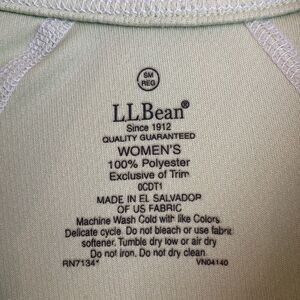 SM
REG
L.L.Bean®
Since 1912
QUALITY GUARANTEED
WOMEN'S
100% Polyester
Exclusive of Trim
0CDT1
MADE IN EL SALVADOR
OF US FABRIC
Machine Wash Cold with like Colors.
Delicate cycle. Do not bleach or use fabric
softener. Tumble dry low or air dry.
Do not iron. Do not dry clean.
RN71341 VN04140